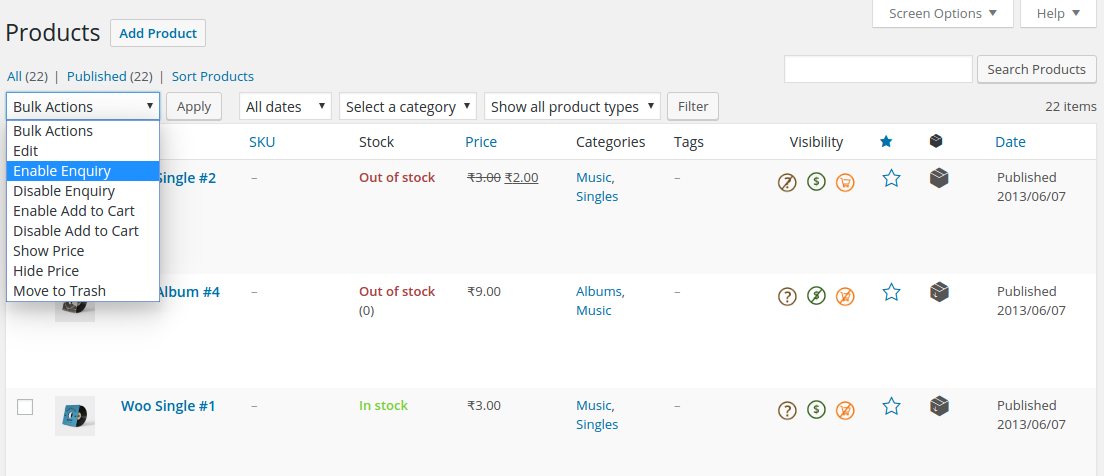 Screen Options ▼ Help ▼
Products Add Product
All (22) | Published (22) | Sort Products
Search Products
Bulk Actions Apply All dates Select a category Show all product types Filter 22 items
Bulk Actions
Edit
Enable Enquiry
Disable Enquiry
Enable Add to Cart
Disable Add to Cart
Show Price
Hide Price
Move to Trash
SKU Stock Price Categories Tags Visibility Date
Single #2 – Out of stock ₹3.00 ₹2.00 Music, – Published
Singles 2013/06/07
Album #4 – Out of stock ₹9.00 Albums, – Published
(0) Music 2013/06/07
Woo Single #1 – In stock ₹3.00 Music, – Published
Singles 2013/06/07